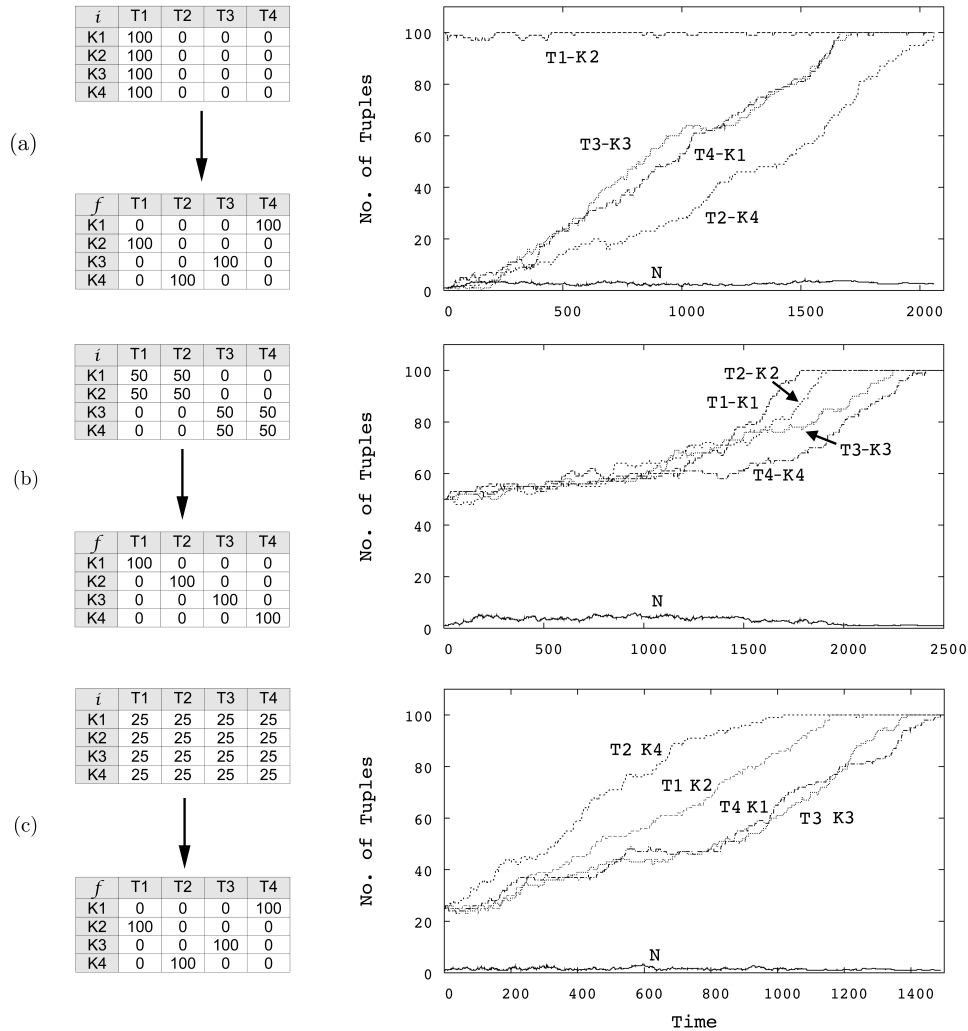 (a)
i T1 T2 T3 T4
K1 100 0 0 0
K2 100 0 0 0
K3 100 0 0 0
K4 100 0 0 0
f T1 T2 T3 T4
K1 0 0 0 100
K2 100 0 0 0
K3 0 0 100 0
K4 0 100 0 0
No. of Tuples
100
80
60
40
20
0
T1-K2
T3-K3
T4-K1
T2-K4
N
0 500 1000 1500 2000
(b)
i T1 T2 T3 T4
K1 50 50 0 0
K2 50 50 0 0
K3 0 0 50 50
K4 0 0 50 50
f T1 T2 T3 T4
K1 100 0 0 0
K2 0 100 0 0
K3 0 0 100 0
K4 0 0 0 100
No. of Tuples
100
80
60
40
20
0
T2-K2
T1-K1
T3-K3
T4-K4
N
0 500 1000 1500 2000 2500
(c)
i T1 T2 T3 T4
K1 25 25 25 25
K2 25 25 25 25
K3 25 25 25 25
K4 25 25 25 25
f T1 T2 T3 T4
K1 0 0 0 100
K2 100 0 0 0
K3 0 0 100 0
K4 0 100 0 0
No. of Tuples
100
80
60
40
20
0
T2 K4
T1 K2
T4 K1
T3 K3
N
0 200 400 600 800 1000 1200 1400
Time